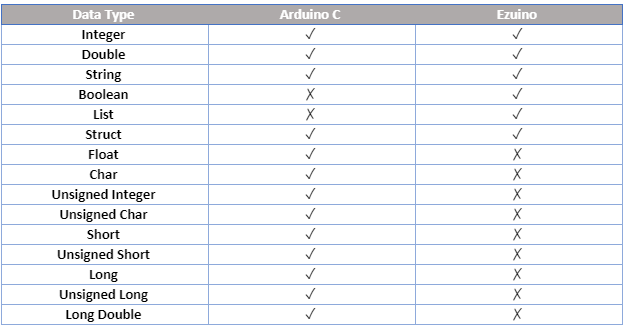 Data Type Arduino C Ezuino
Integer ✓ ✓
Double ✓ ✓
String ✓ ✓
Boolean ✗ ✓
List ✗ ✓
Struct ✓ ✓
Float ✓ ✗
Char ✓ ✗
Unsigned Integer ✓ ✗
Unsigned Char ✓ ✗
Short ✓ ✗
Unsigned Short ✓ ✗
Long ✓ ✗
Unsigned Long ✓ ✗
Long Double ✓ ✗